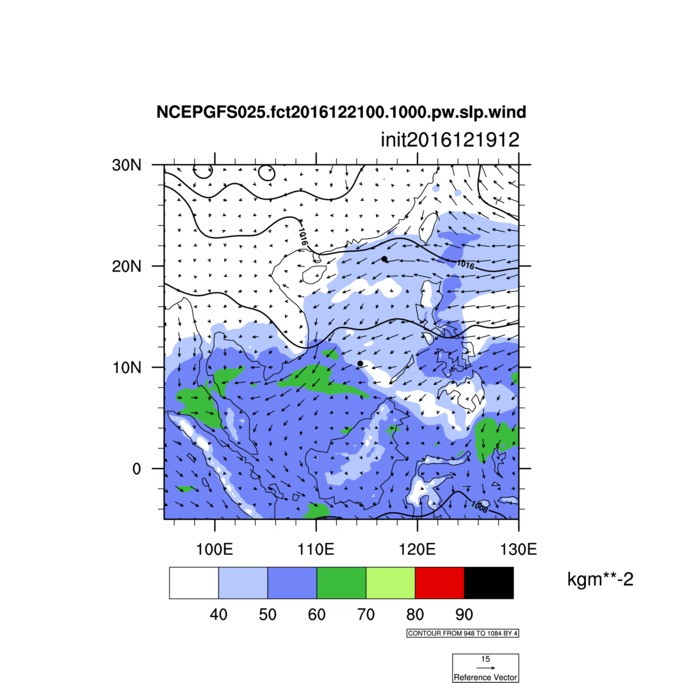 NCEPGFS025.fct2016122100.1000.pw.slp.wind
init2016121912
30N
1016
20N
1016
10N
0
1008
100E 110E 120E 130E
kgm**-2
40 50 60 70 80 90
CONTOUR FROM 948 TO 1084 BY 4
15
Reference Vector